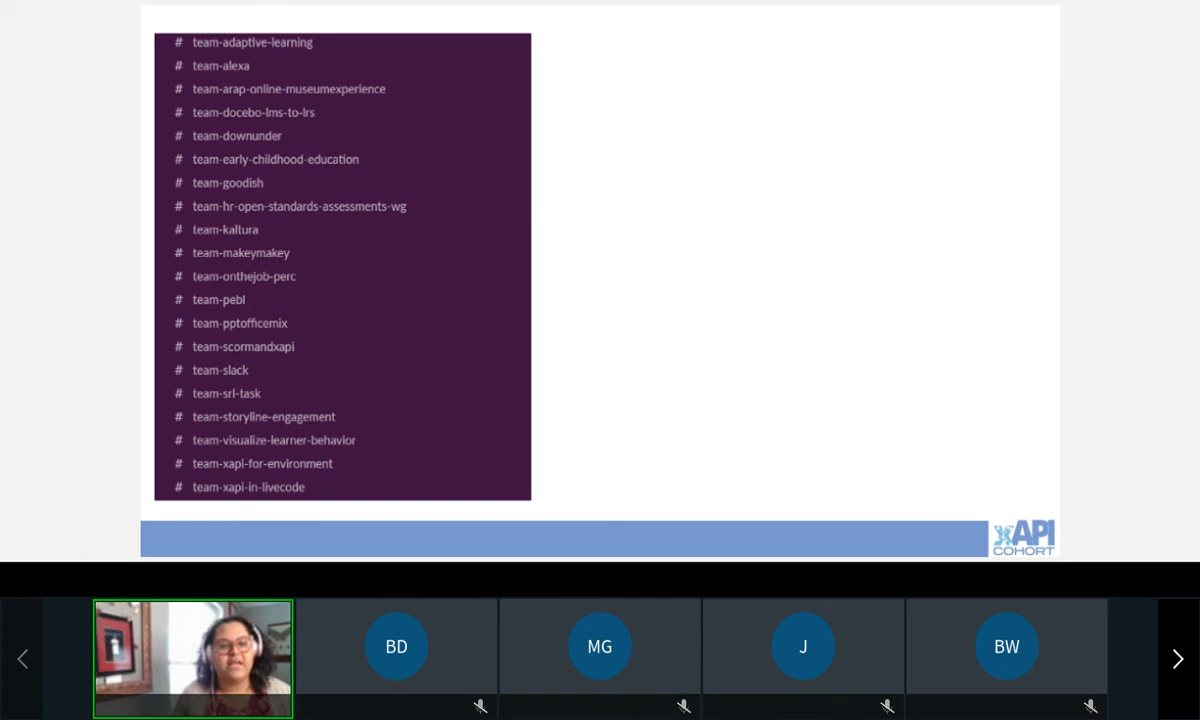 # team-adaptive-learning
# team-alexa
# team-arap-online-museumexperience
# team-docebo-lms-to-lrs
# team-downunder
# team-early-childhood-education
# team-goodish
# team-hr-open-standards-assessments-wg
# team-kaltura
# team-makeymakey
# team-onthejob-perc
# team-pebl
# team-pptofficemix
# team-scormandxapi
# team-slack
# team-srl-task
# team-storyline-engagement
# team-visualize-learner-behavior
# team-xapi-for-environment
# team-xapi-in-livecode
xAPI
COHORT
BD
MG
J
BW